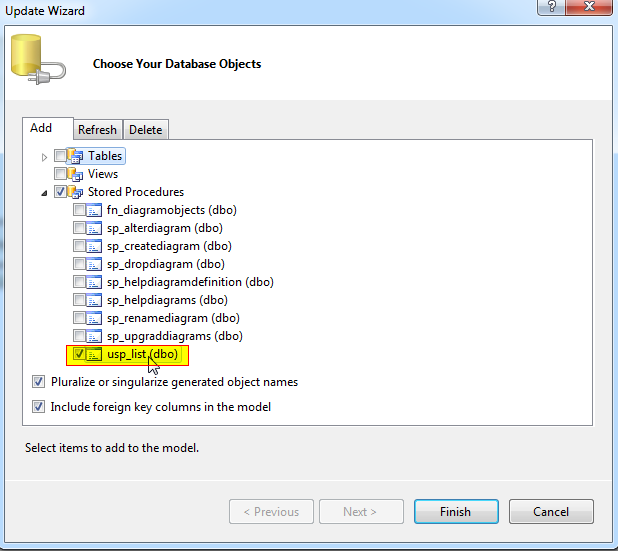 Update Wizard
?
Choose Your Database Objects
Add Refresh Delete
Tables
Views
Stored Procedures
fn_diagramobjects (dbo)
sp_alterdiagram (dbo)
sp_creatediagram (dbo)
sp_dropdiagram (dbo)
sp_helpdiagramdefinition (dbo)
sp_helpdiagrams (dbo)
sp_renamediagram (dbo)
sp_upgraddiagrams (dbo)
usp_list (dbo)
Pluralize or singularize generated object names
Include foreign key columns in the model
Select items to add to the model.
< Previous Next > Finish Cancel